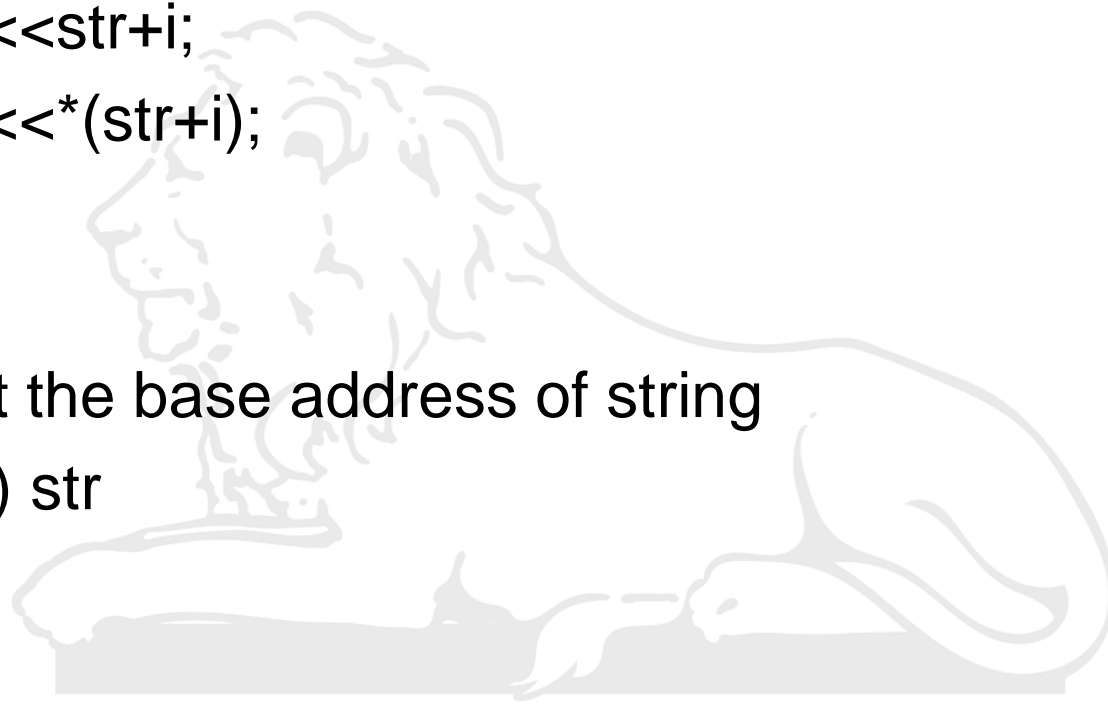 <<str+i;
<<*(str+i);
t the base address of string
) str